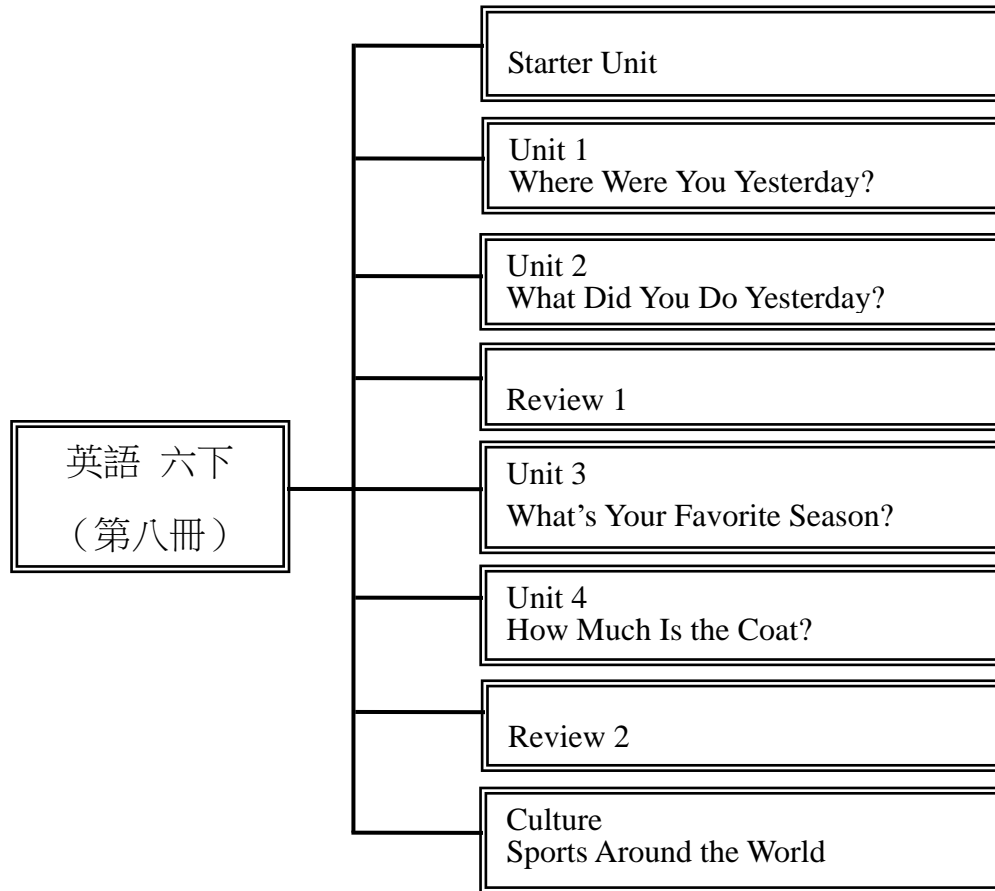 英語 六下
（第八冊）
Starter Unit
Unit 1
Where Were You Yesterday?
Unit 2
What Did You Do Yesterday?
Review 1
Unit 3
What’s Your Favorite Season?
Unit 4
How Much Is the Coat?
Review 2
Culture
Sports Around the World